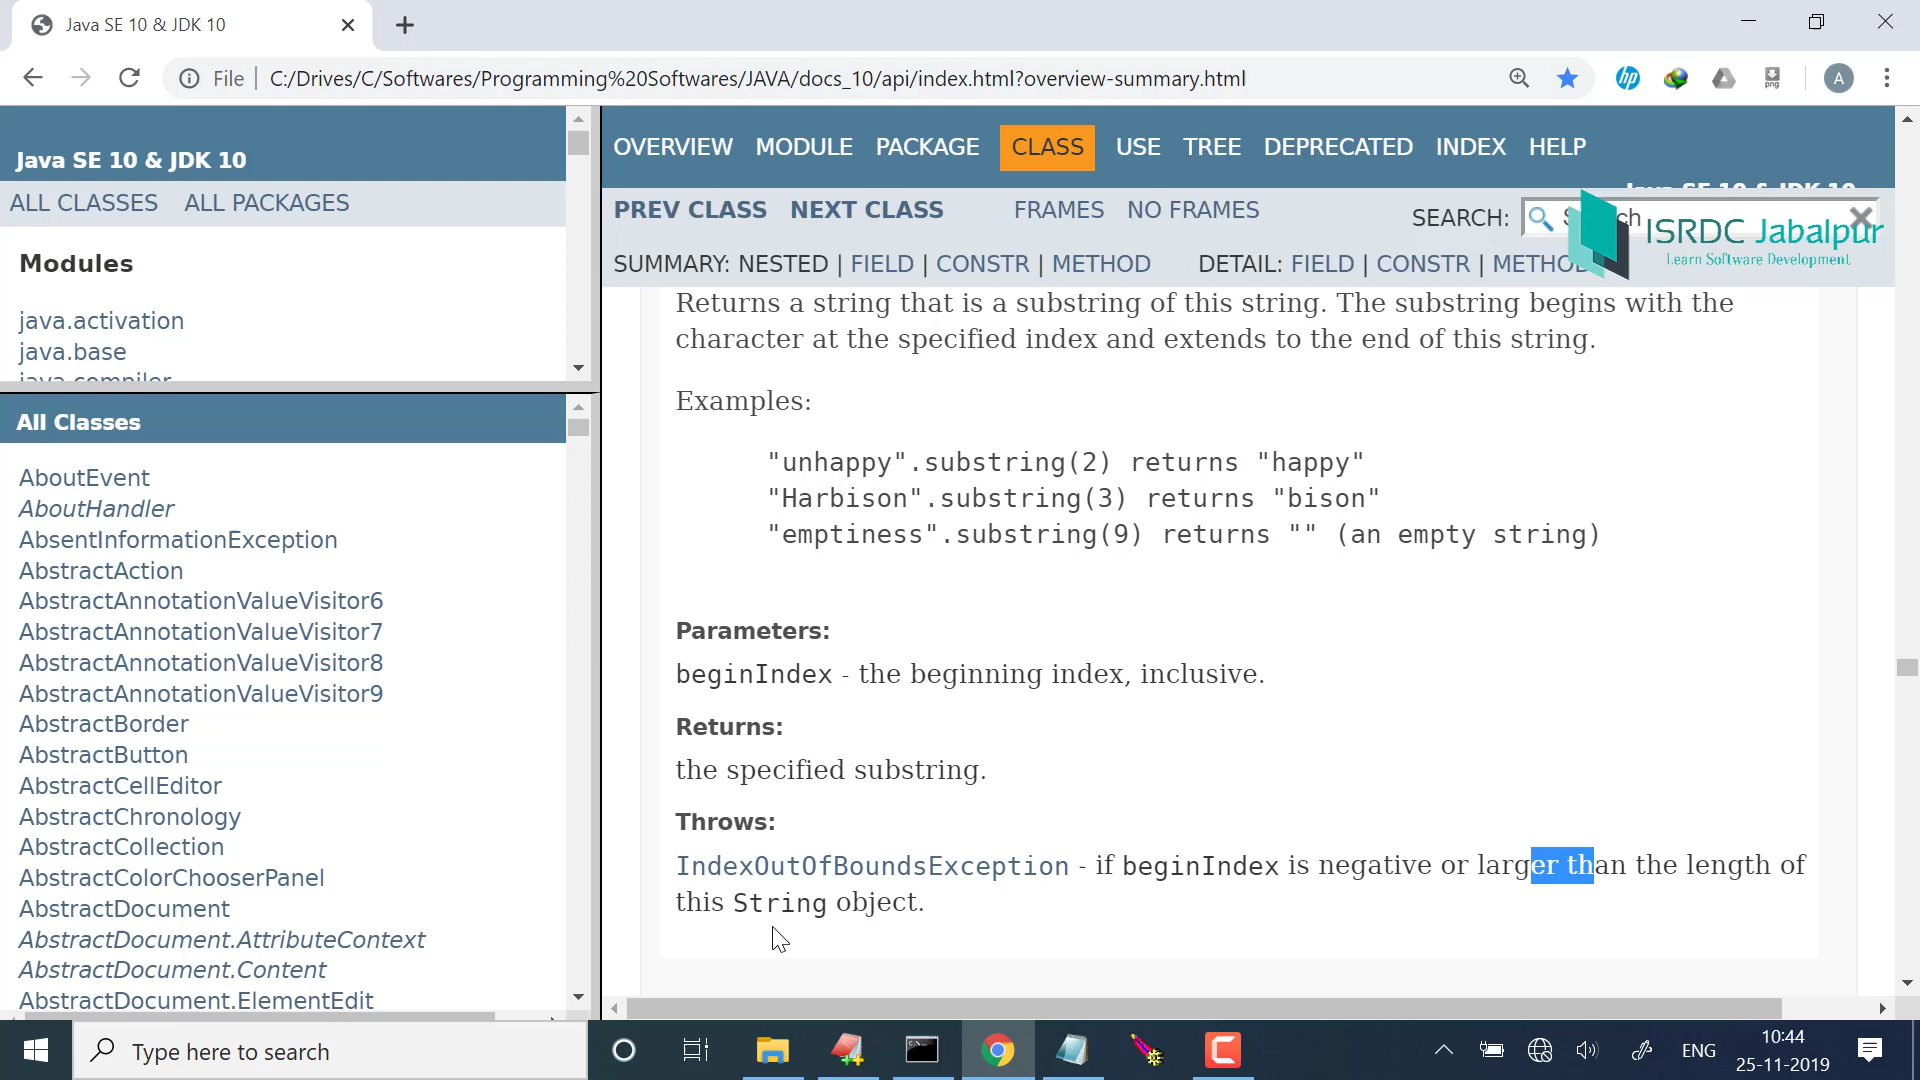 Java SE 10 & JDK 10
File
C:/Drives/C/Softwares/Programming%20Softwares/JAVA/docs_10/api/index.html?overview-summary.html
A
Java SE 10 & JDK 10
ALL CLASSES ALL PACKAGES
Modules
java.activation
java.base
java.compiler
All Classes
AboutEvent
AboutHandler
AbsentInformationException
AbstractAction
AbstractAnnotationValueVisitor6
AbstractAnnotationValueVisitor7
AbstractAnnotationValueVisitor8
AbstractAnnotationValueVisitor9
AbstractBorder
AbstractButton
AbstractCellEditor
AbstractChronology
AbstractCollection
AbstractColorChooserPanel
AbstractDocument
AbstractDocument.AttributeContext
AbstractDocument.Content
AbstractDocument.ElementEdit
OVERVIEW MODULE PACKAGE CLASS USE TREE DEPRECATED INDEX HELP
Java SE 10 & JDK 10
PREV CLASS NEXT CLASS FRAMES NO FRAMES SEARCH:
ISRDC Jabalpur
Learn Software Development
SUMMARY: NESTED | FIELD | CONSTR | METHOD DETAIL: FIELD | CONSTR | METHOD
Returns a string that is a substring of this string. The substring begins with the
character at the specified index and extends to the end of this string.
Examples:
"unhappy".substring(2) returns "happy"
"Harbison".substring(3) returns "bison"
"emptiness".substring(9) returns "" (an empty string)
Parameters:
beginIndex - the beginning index, inclusive.
Returns:
the specified substring.
Throws:
IndexOutOfBoundsException - if beginIndex is negative or larger than the length of
this String object.
Type here to search
ENG
10:44
25-11-2019